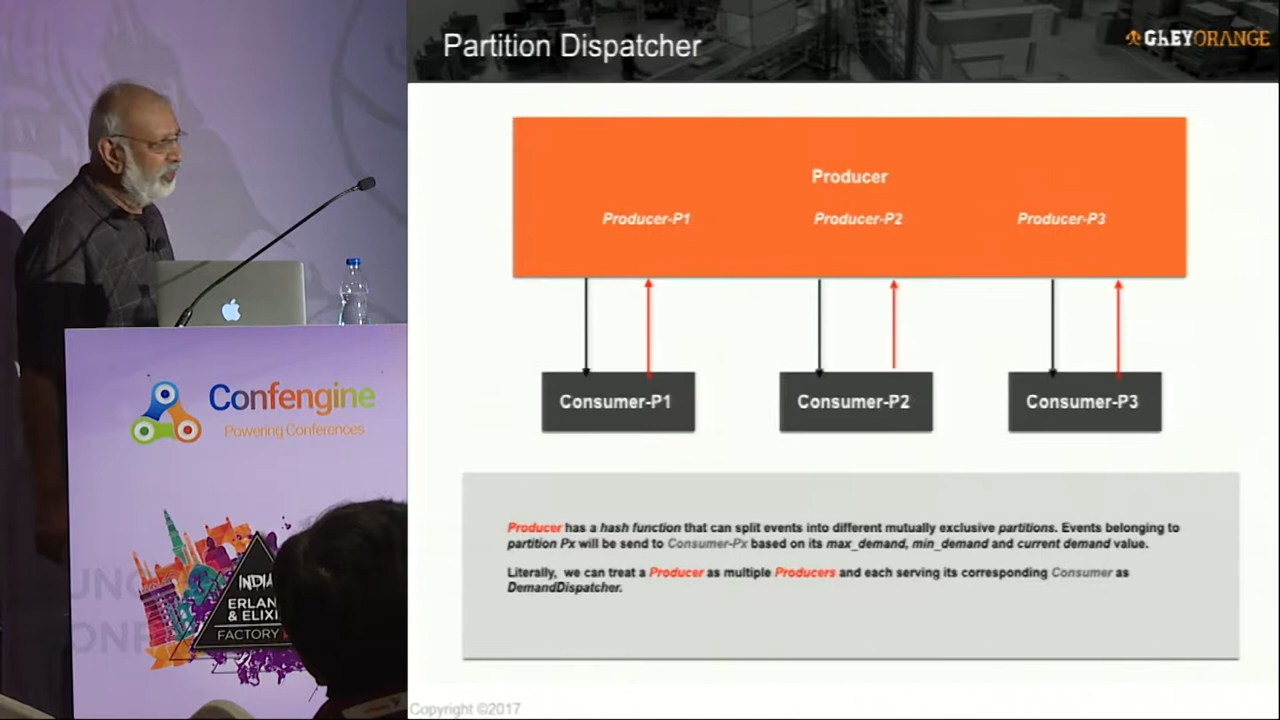 Partition Dispatcher
GREYORANGE
Producer
Producer-P1
Producer-P2
Producer-P3
Consumer-P1
Consumer-P2
Consumer-P3
Producer has a hash function that can split events into different mutually exclusive partitions. Events belonging to
partition Px will be send to Consumer-Px based on its max_demand, min_demand and current demand value.
Literally, we can treat a Producer as multiple Producers and each serving its corresponding Consumer as
DemandDispatcher.
Copyright ©2017
Confengine
Powering Conferences
INDIA
ERLAN
& ELIXI
FACTORY